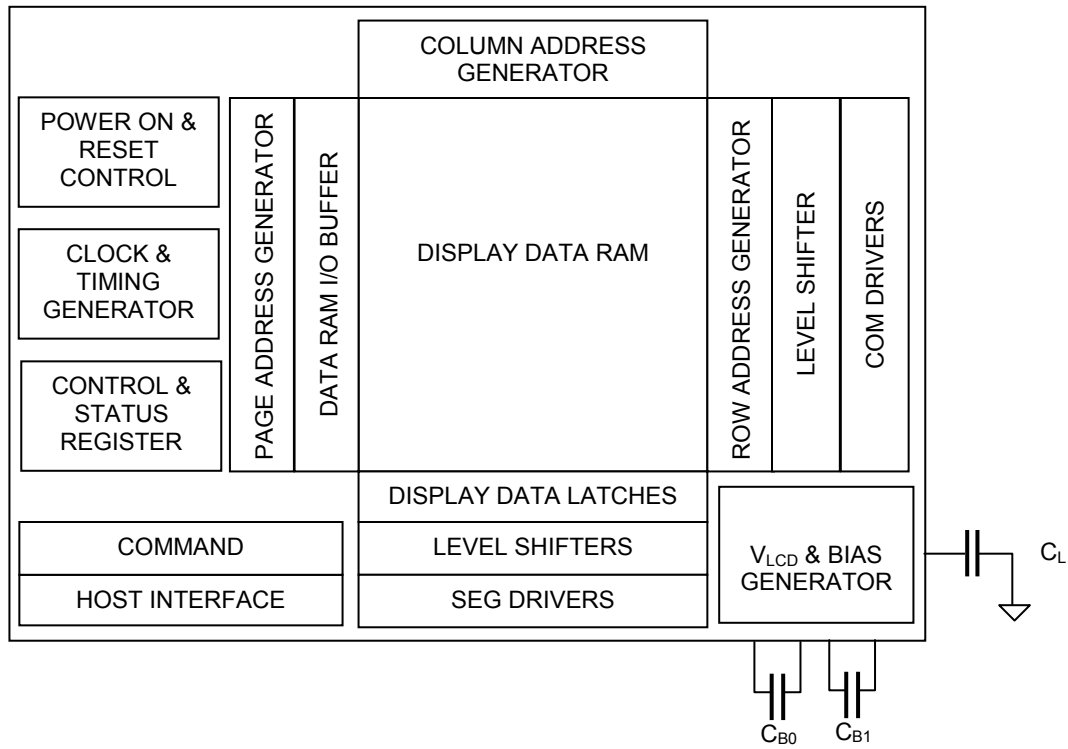 COLUMN ADDRESS
GENERATOR
POWER ON &
RESET
CONTROL
CLOCK &
TIMING
GENERATOR
CONTROL &
STATUS
REGISTER
PAGE ADDRESS GENERATOR
DATA RAM I/O BUFFER
DISPLAY DATA RAM
ROW ADDRESS GENERATOR
LEVEL SHIFTER
COM DRIVERS
DISPLAY DATA LATCHES
COMMAND
LEVEL SHIFTERS
HOST INTERFACE
SEG DRIVERS
VLCD & BIAS
GENERATOR
CL
CB0
CB1